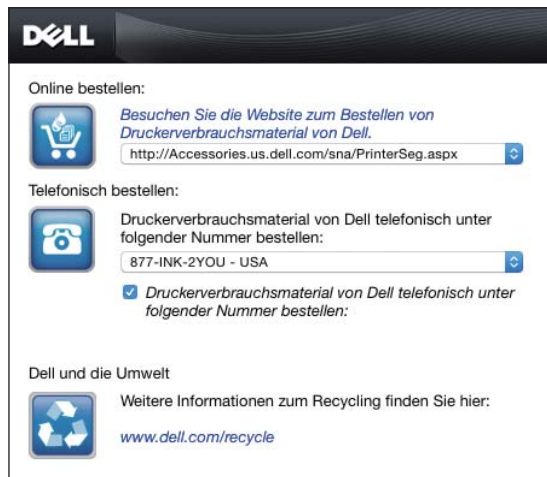 DELL
Online bestellen:
Besuchen Sie die Website zum Bestellen von
Druckerverbrauchsmaterial von Dell.
http://Accessories.us.dell.com/sna/PrinterSeg.aspx
Telefonisch bestellen:
Druckerverbrauchsmaterial von Dell telefonisch unter
folgender Nummer bestellen:
877-INK-2YOU - USA
Druckerverbrauchsmaterial von Dell telefonisch unter
folgender Nummer bestellen:
Dell und die Umwelt
Weitere Informationen zum Recycling finden Sie hier:
www.dell.com/recycle